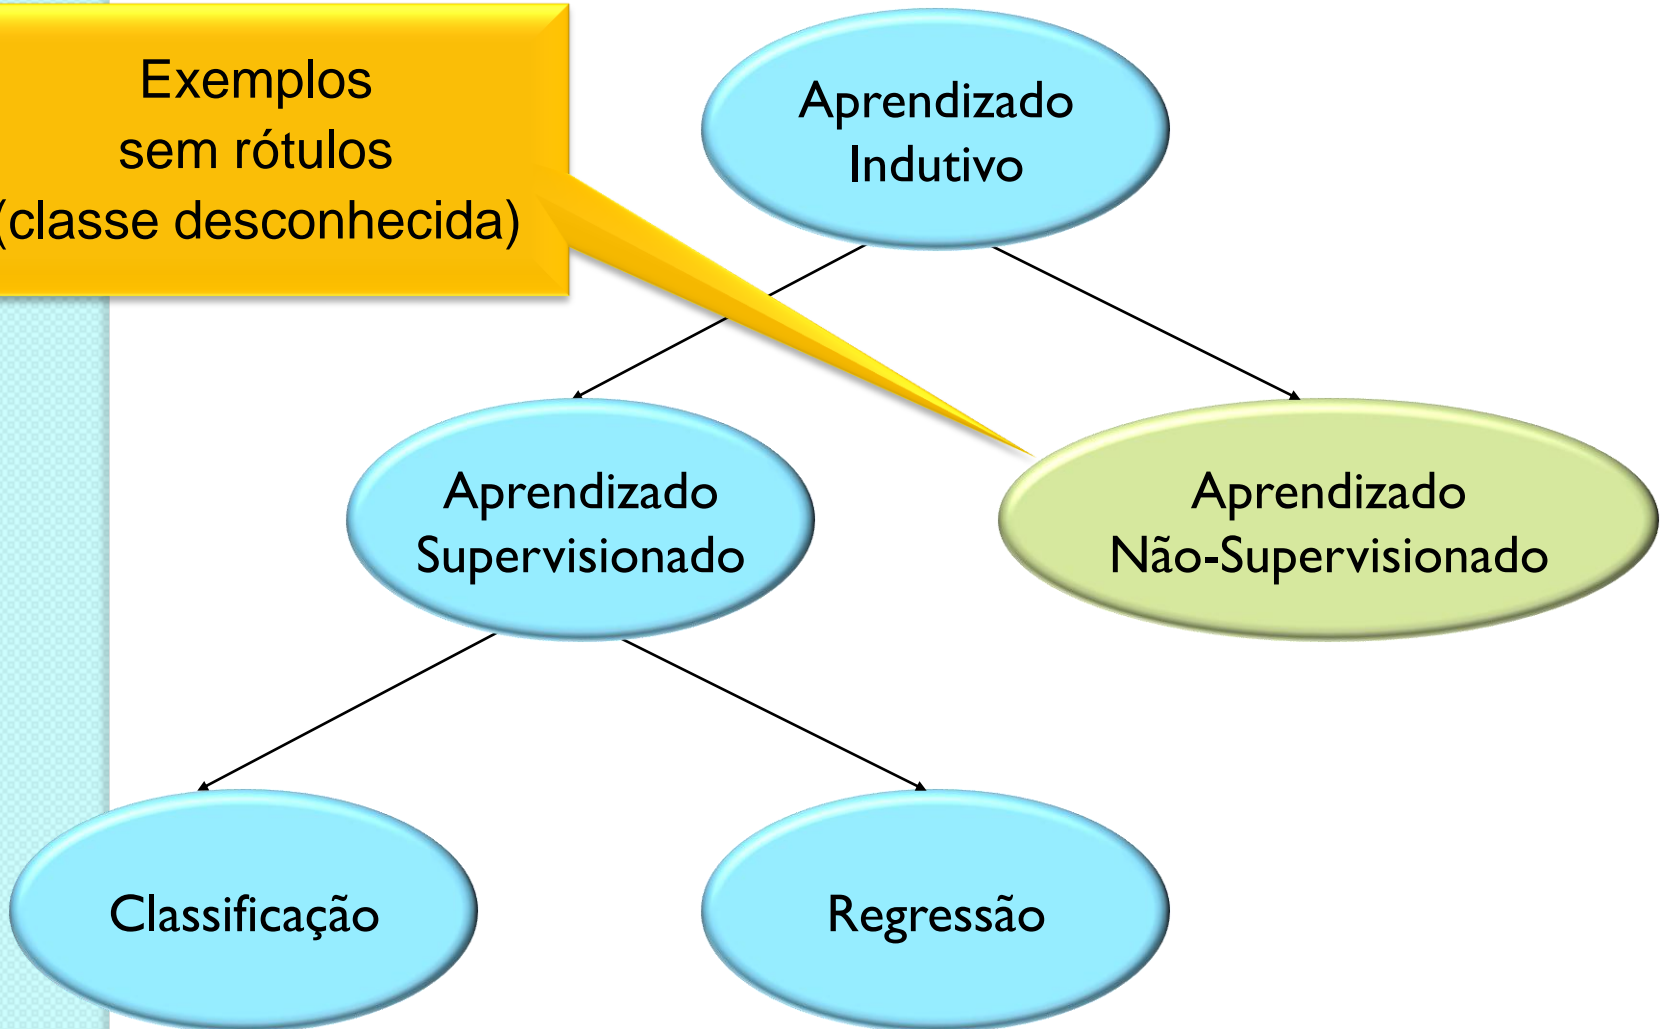 Exemplos
sem rótulos
(classe desconhecida)
Aprendizado
Indutivo
Aprendizado
Supervisionado
Aprendizado
Não-Supervisionado
Classificação
Regressão